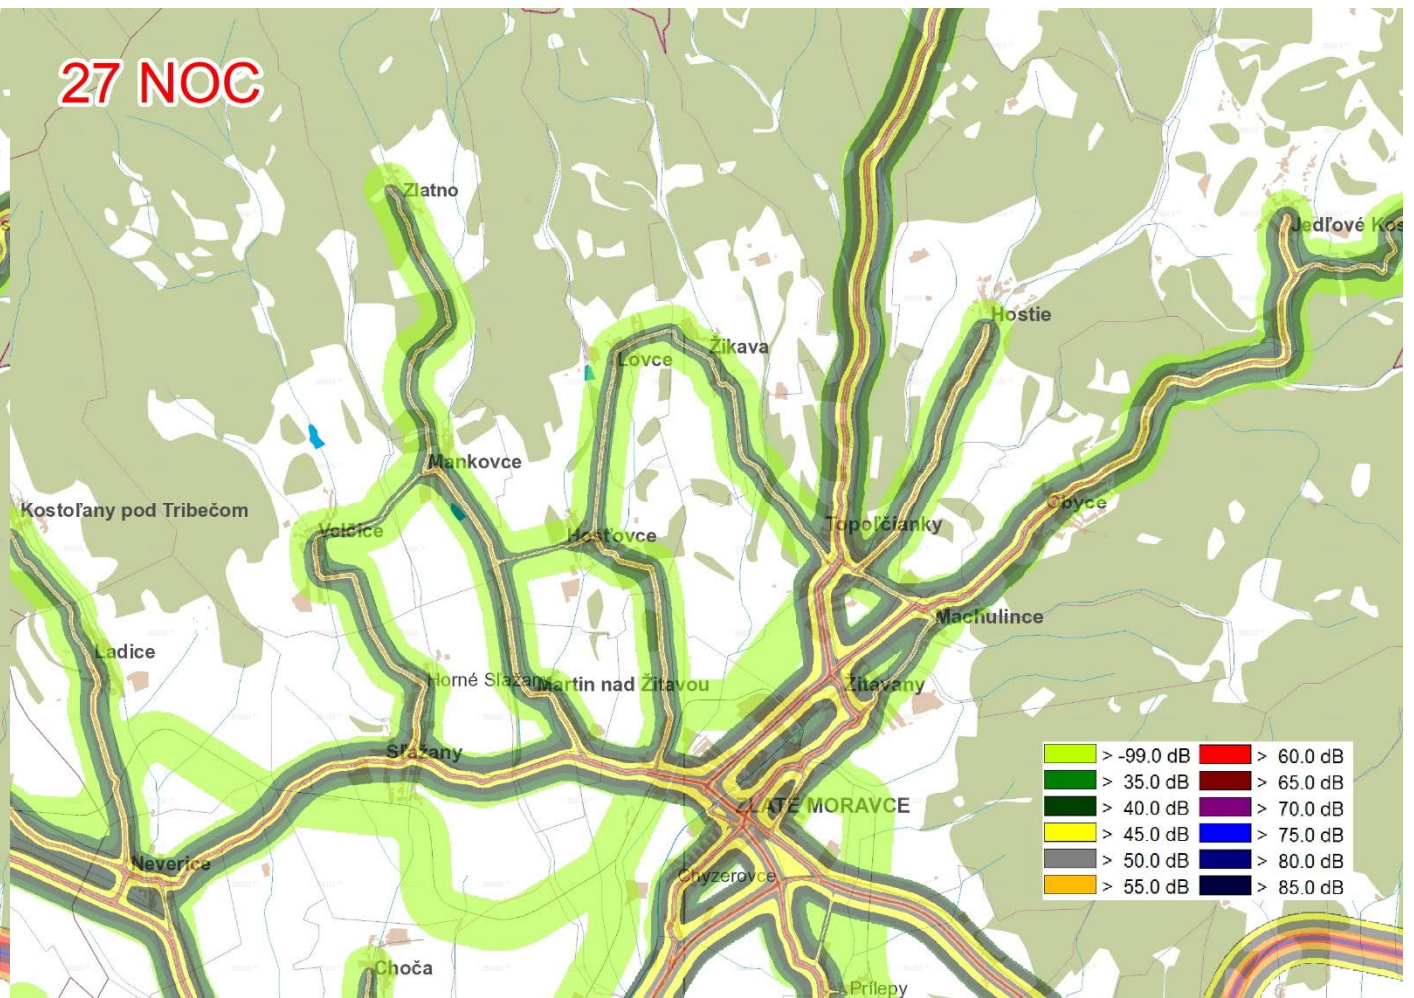 27 NOC
Zlatno
Jedľové Kos
Hostie
Žikava
Lovce
Mankovce
Kostoľany pod Tribečom
Obyce
Topoľčianky
Velčice
Hosťovce
Machulince
Ladice
Horné Sľažany
Martin nad Žitavou
Žitavany
Sľažany
> -99.0 dB > 60.0 dB
> 35.0 dB > 65.0 dB
> 40.0 dB > 70.0 dB
> 45.0 dB > 75.0 dB
> 50.0 dB > 80.0 dB
> 55.0 dB > 85.0 dB
ZLATÉ MORAVCE
Neverice
Chyzerovce
Choča
Prílepy